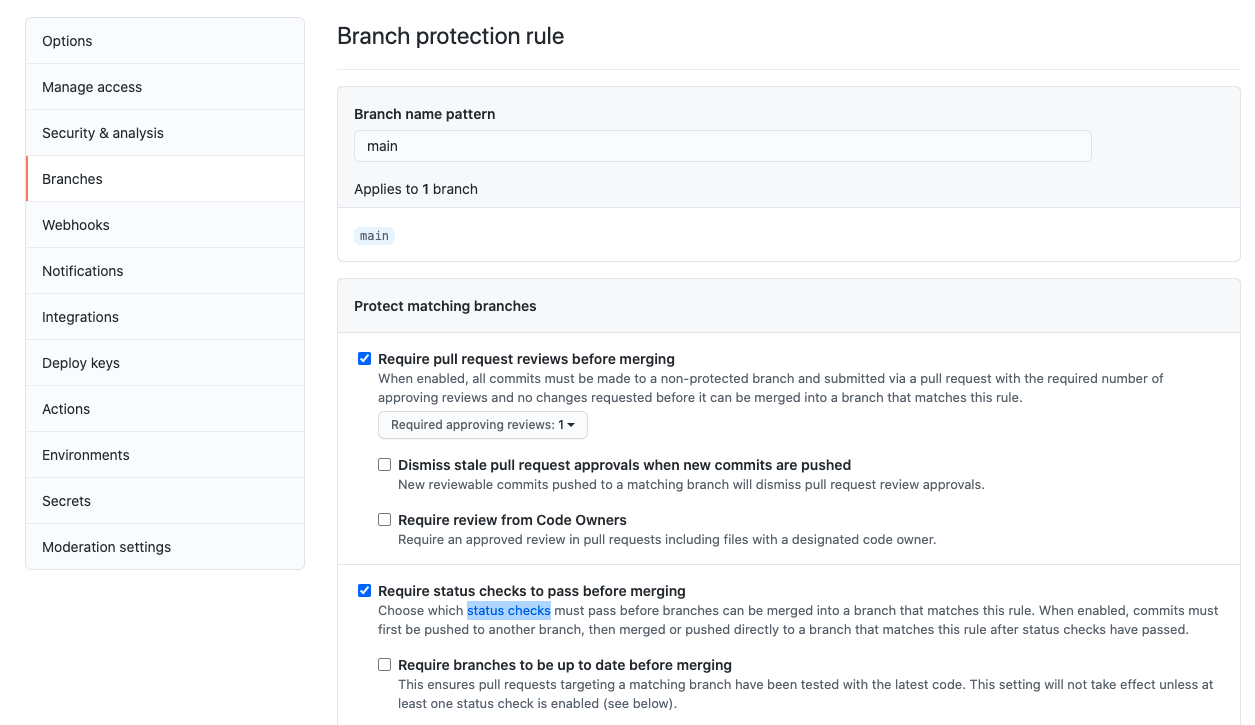 Options
Manage access
Security & analysis
Branches
Webhooks
Notifications
Integrations
Deploy keys
Actions
Environments
Secrets
Moderation settings
Branch protection rule
Branch name pattern
main
Applies to 1 branch
main
Protect matching branches
Require pull request reviews before merging
When enabled, all commits must be made to a non-protected branch and submitted via a pull request with the required number of
approving reviews and no changes requested before it can be merged into a branch that matches this rule.
Required approving reviews: 1
Dismiss stale pull request approvals when new commits are pushed
New reviewable commits pushed to a matching branch will dismiss pull request review approvals.
Require review from Code Owners
Require an approved review in pull requests including files with a designated code owner.
Require status checks to pass before merging
Choose which status checks must pass before branches can be merged into a branch that matches this rule. When enabled, commits must
first be pushed to another branch, then merged or pushed directly to a branch that matches this rule after status checks have passed.
Require branches to be up to date before merging
This ensures pull requests targeting a matching branch have been tested with the latest code. This setting will not take effect unless at
least one status check is enabled (see below).